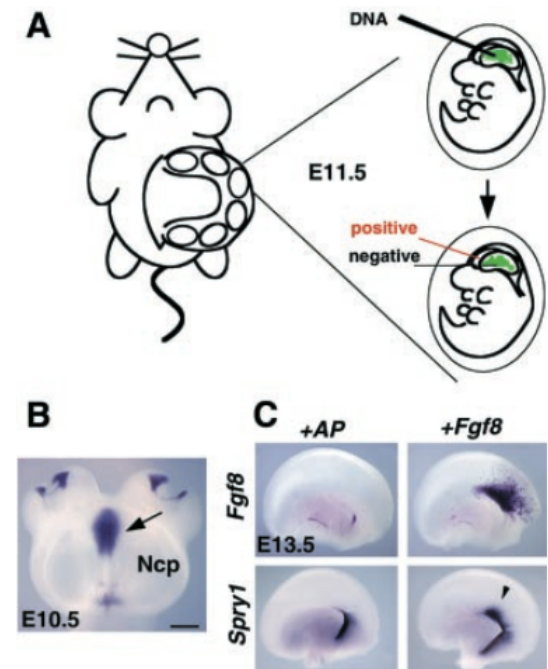 A
DNA
E11.5
positive
negative
B
Ncp
E10.5
C
+AP
+Fgf8
Fgf8
E13.5
Spry1